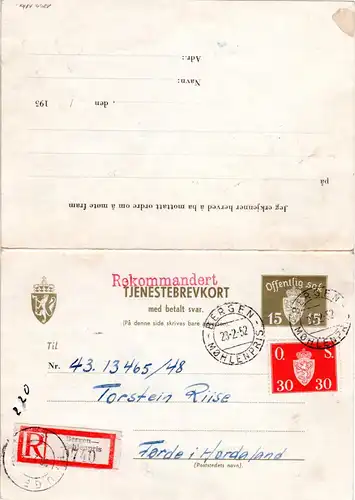 Adr.:
Navn:
, den / 195
på
Jeg erkjenner herved å ha mottatt ordre om å møte fram
Rekommandert
TJENESTEBREVKORT
med betalt svar.
(På denne side skrives bare
Offentlig sak
15 15
BERGEN
MØHLENPRIS
23-2-52
BERGEN
MØHLENPRIS
O. S.
30 30
Til
Nr. 43.13465/48
Torstein Riise
Førde i Hordaland
(Poststedets navn).
220
R
Bergen—